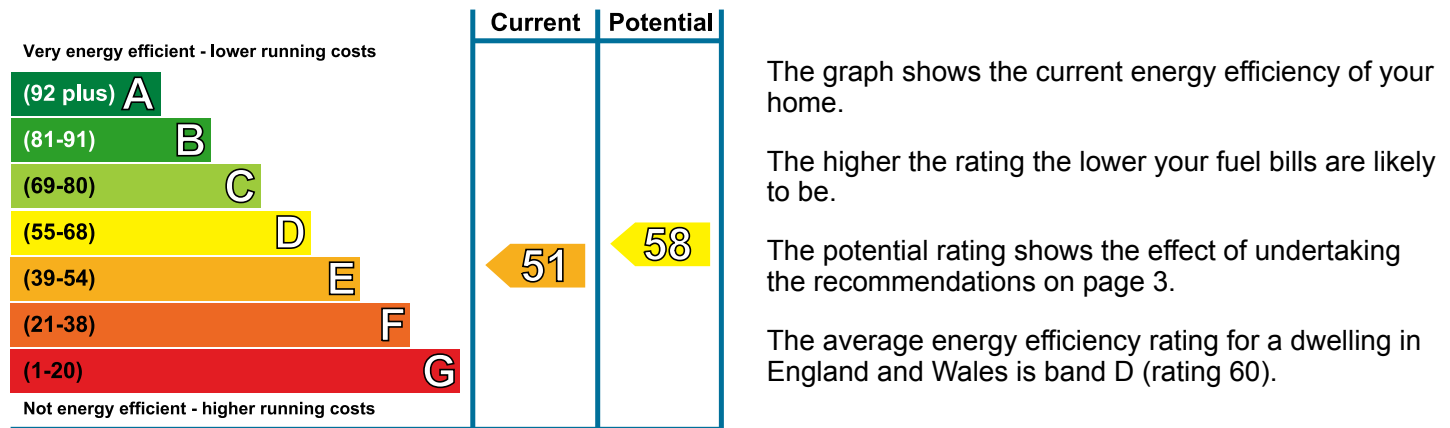 Current Potential
Very energy efficient - lower running costs
(92 plus) A
(81-91) B
(69-80) C
(55-68) D
(39-54) E
(21-38) F
(1-20) G
Not energy efficient - higher running costs
51
58
The graph shows the current energy efficiency of your
home.
The higher the rating the lower your fuel bills are likely
to be.
The potential rating shows the effect of undertaking
the recommendations on page 3.
The average energy efficiency rating for a dwelling in
England and Wales is band D (rating 60).